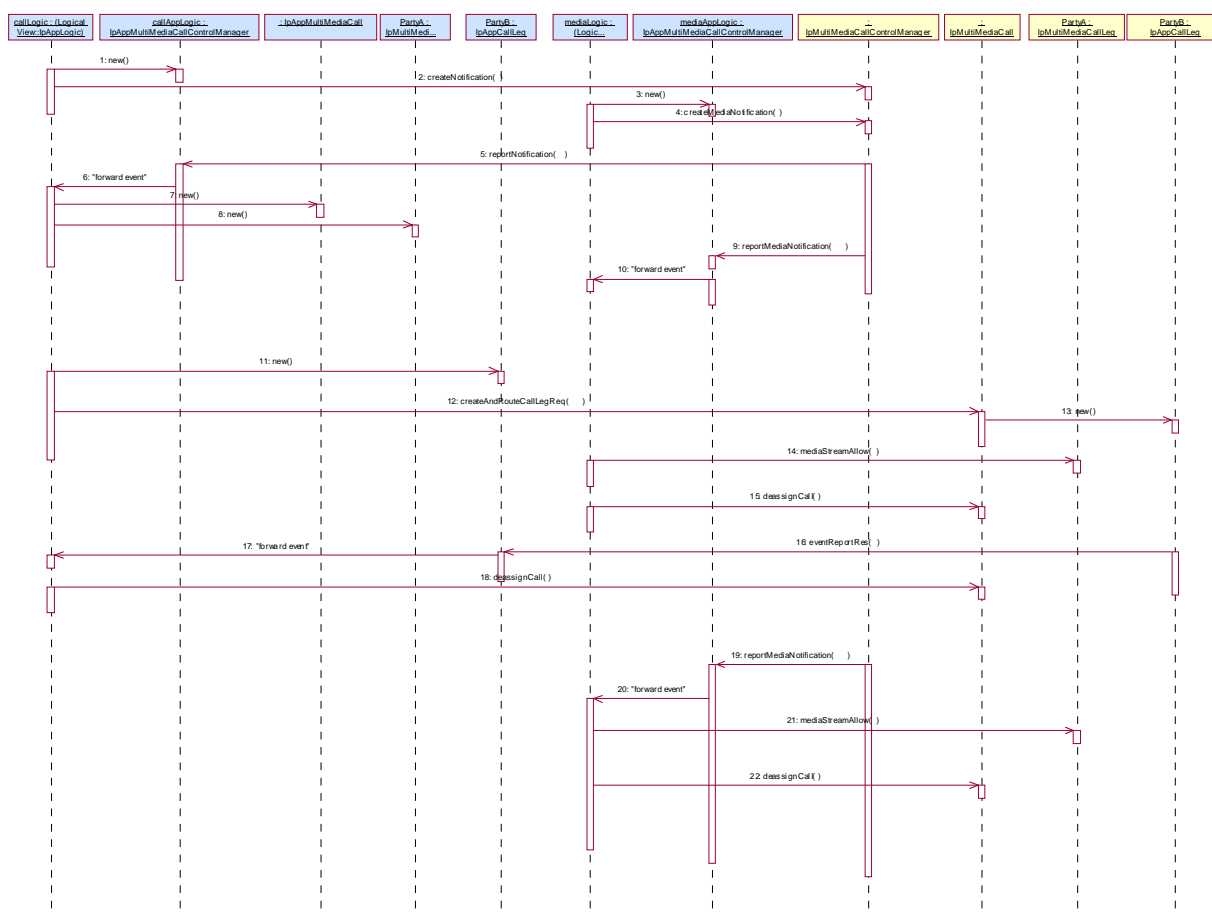 callLogic : (Logical
View::IpAppLogic)
callAppLogic :
IpAppMultiMediaCallControlManager
: IpAppMultiMediaCall
PartyA :
IpMultiMedi...
PartyB :
IpAppCallLeg
mediaLogic :
(Logic...
mediaAppLogic :
IpAppMultiMediaCallControlManager
:
IpMultiMediaCallControlManager
:
IpMultiMediaCall
PartyA :
IpMultiMediaCallLeg
PartyB :
IpAppCallLeg
1: new()
2: createNotification( )
3: new()
4: createMediaNotification( )
5: reportNotification( )
6: "forward event"
7: new()
8: new()
9: reportMediaNotification( )
10: "forward event"
11: new()
12: createAndRouteCallLegReq( )
13: new()
14: mediaStreamAllow( )
15: deassignCall( )
16: eventReportRes( )
17: "forward event"
18: deassignCall( )
19: reportMediaNotification( )
20: "forward event"
21: mediaStreamAllow( )
22: deassignCall( )